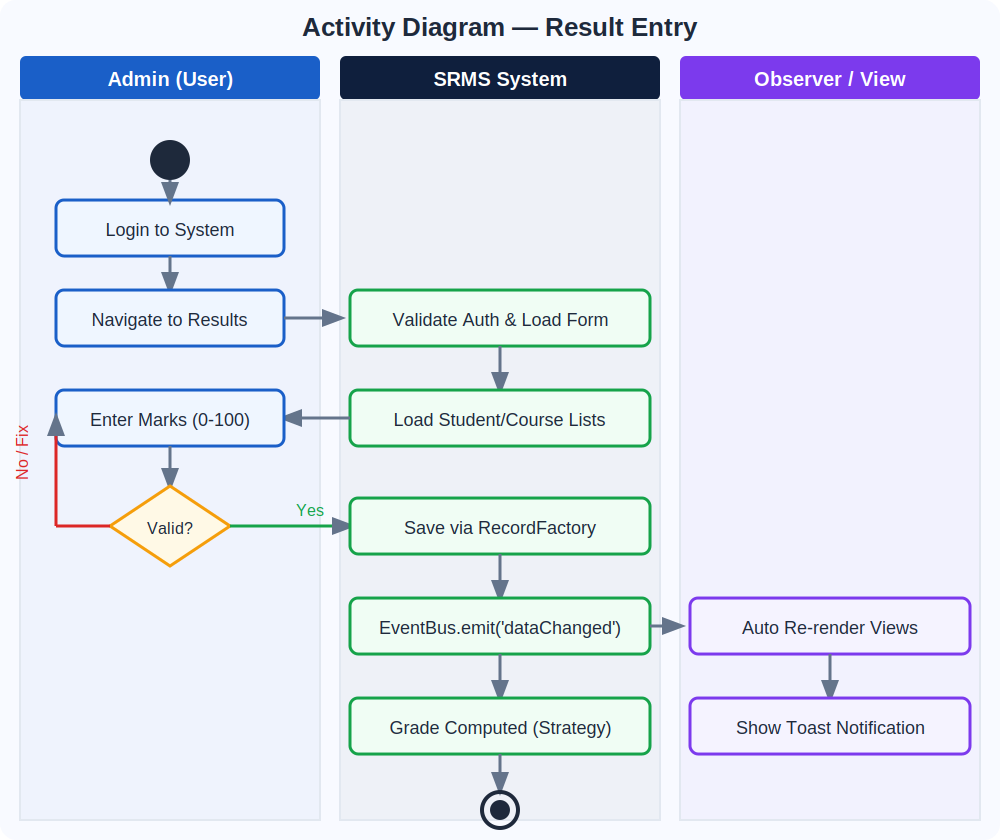 Activity Diagram — Result Entry
Admin (User)
SRMS System
Observer / View
Login to System
Navigate to Results
Validate Auth & Load Form
Enter Marks (0-100)
Load Student/Course Lists
No / Fix
Valid?
Yes
Save via RecordFactory
EventBus.emit('dataChanged')
Auto Re-render Views
Grade Computed (Strategy)
Show Toast Notification